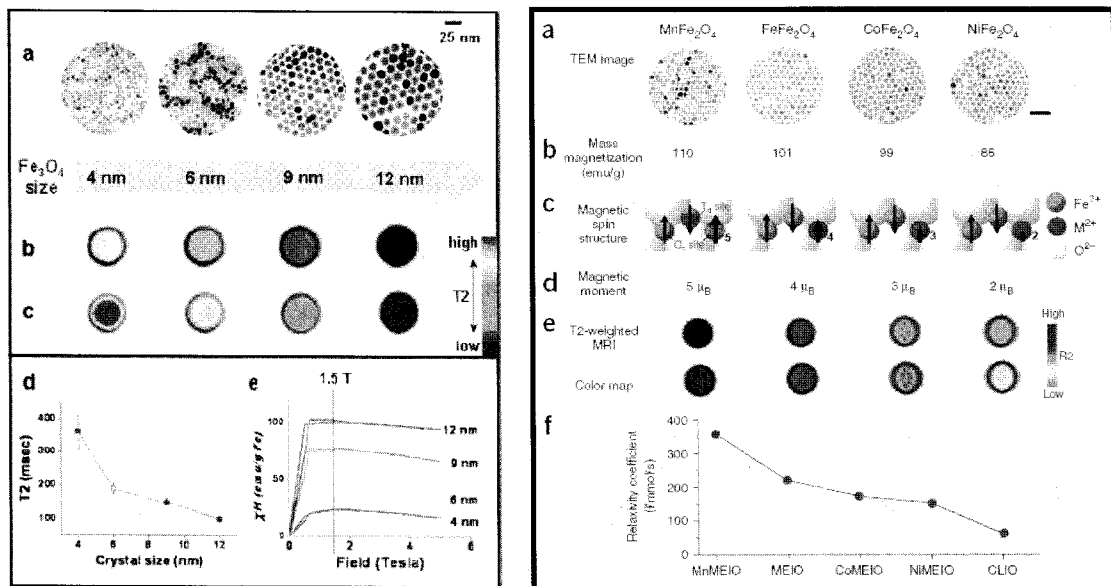 25 nm
a
Fe3O4 size
4 nm 6 nm 9 nm 12 nm
b
high
T2
c
low
d
T2 (msec)
400
300
200
100
4 6 8 10 12
Crystal size (nm)
e
1.5 T
100
50
0
12 nm
9 nm
6 nm
4 nm
0 2 4 6
Field (Tesla)
a
MnFe2O4 FeFe2O4 CoFe2O4 NiFe2O4
TEM image
b
Mass magnetization (emu/g)
110 101 99 85
c
Magnetic spin structure
5 4 3 2
M2+
O2−
d
Magnetic moment
5 μB 4 μB 3 μB 2 μB
e
T2-weighted MRI
High
R2
Low
Color map
f
Relaxivity coefficient
400
300
200
100
0
MnMEIO MEIO CoMEIO NiMEIO CLIO